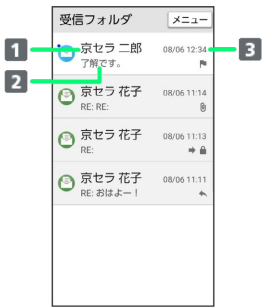 受信フォルダ メニュー
1 京セラ 二郎 08/06 12:34 3
2 了解です。
京セラ 花子 08/06 11:14
RE: RE:
京セラ 花子 08/06 11:13
RE:
京セラ 花子 08/06 11:11
RE: おはよー！